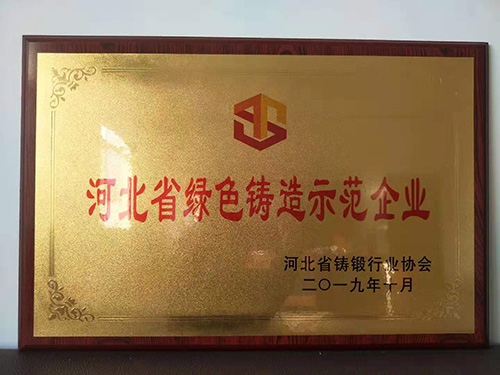 河北省绿色铸造示范企业
河北省铸锻行业协会
二〇一九年十月